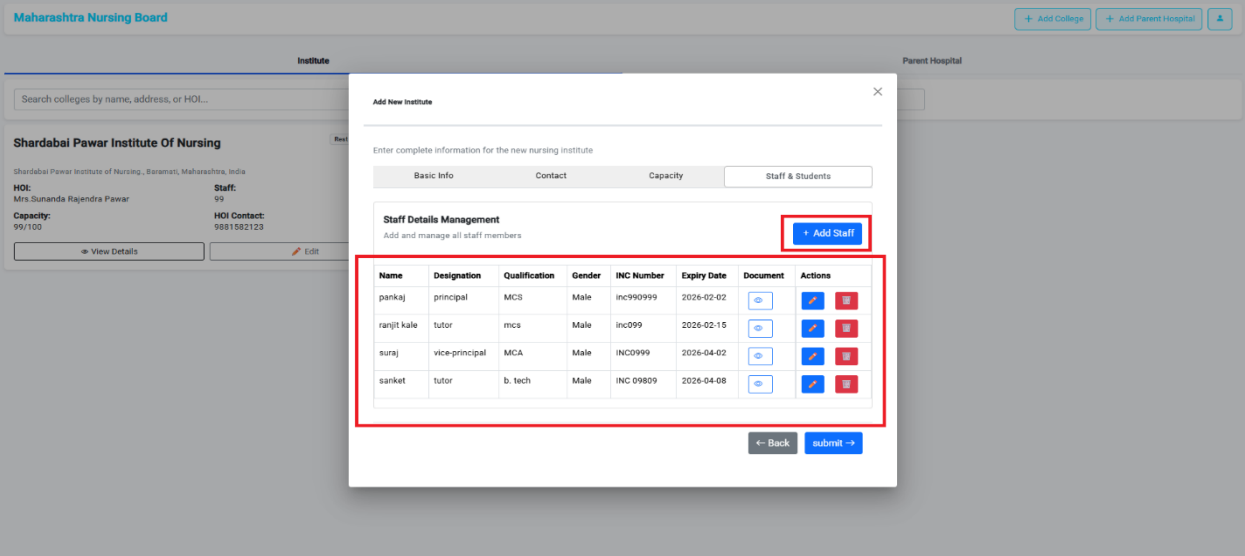 Maharashtra Nursing Board
+ Add College
+ Add Parent Hospital
Institute
Parent Hospital
Search colleges by name, address, or HOI...
Shardabai Pawar Institute Of Nursing
Shardabai Pawar Institute of Nursing., Baramati, Maharashtra, India
HOI:
Staff:
Mrs.Sunanda Rajendra Pawar
99
Capacity:
HOI Contact:
99/100
9881582123
View Details
Edit
Add New Institute
Enter complete information for the new nursing institute
Basic Info
Contact
Capacity
Staff & Students
Staff Details Management
Add and manage all staff members
+ Add Staff
Name Designation Qualification Gender INC Number Expiry Date Document Actions
pankaj principal MCS Male inc990999 2026-02-02
ranjit kale tutor mcs Male inc099 2026-02-15
suraj vice-principal MCA Male INC0999 2026-04-02
sanket tutor b. tech Male INC 09809 2026-04-08
← Back
submit →